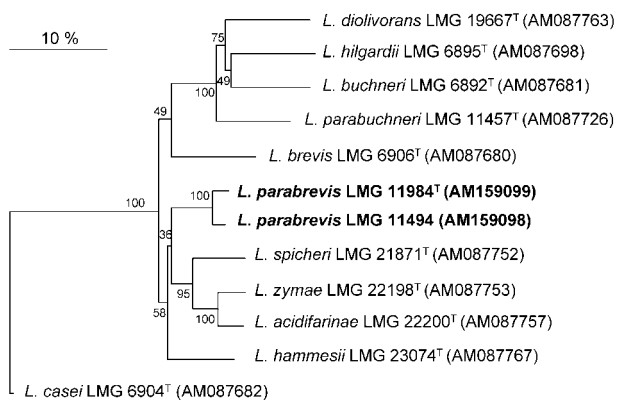 10 %
75
L. diolivorans LMG 19667ᵀ (AM087763)
L. hilgardii LMG 6895ᵀ (AM087698)
49
L. buchneri LMG 6892ᵀ (AM087681)
100
L. parabuchneri LMG 11457ᵀ (AM087726)
49
L. brevis LMG 6906ᵀ (AM087680)
100
L. parabrevis LMG 11984ᵀ (AM159099)
100
L. parabrevis LMG 11494 (AM159098)
36
L. spicheri LMG 21871ᵀ (AM087752)
95
L. zymae LMG 22198ᵀ (AM087753)
58
100
L. acidifarinae LMG 22200ᵀ (AM087757)
L. hammesii LMG 23074ᵀ (AM087767)
L. casei LMG 6904ᵀ (AM087682)